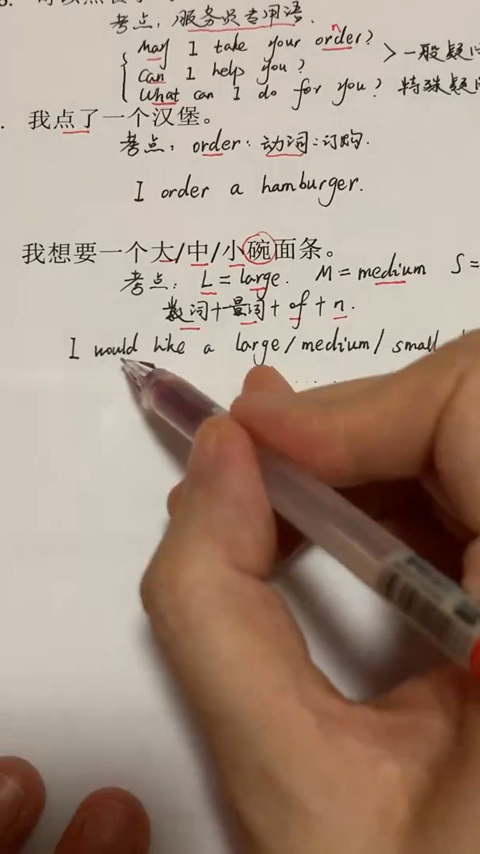 考点：服务员专用语.
May I take your order?
Can I help you? > 一般疑
What can I do for you? 特殊疑
我点了一个汉堡。
考点：order：动词：订购.
I order a hamburger.
我想要一个大/中/小碗面条。
考点：L = large. M = medium S =
数词+量词+ of + n.
I would like a large/medium/small